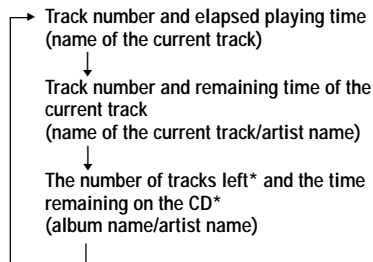 Track number and elapsed playing time
(name of the current track)
Track number and remaining time of the
current track
(name of the current track/artist name)
The number of tracks left* and the time
remaining on the CD*
(album name/artist name)